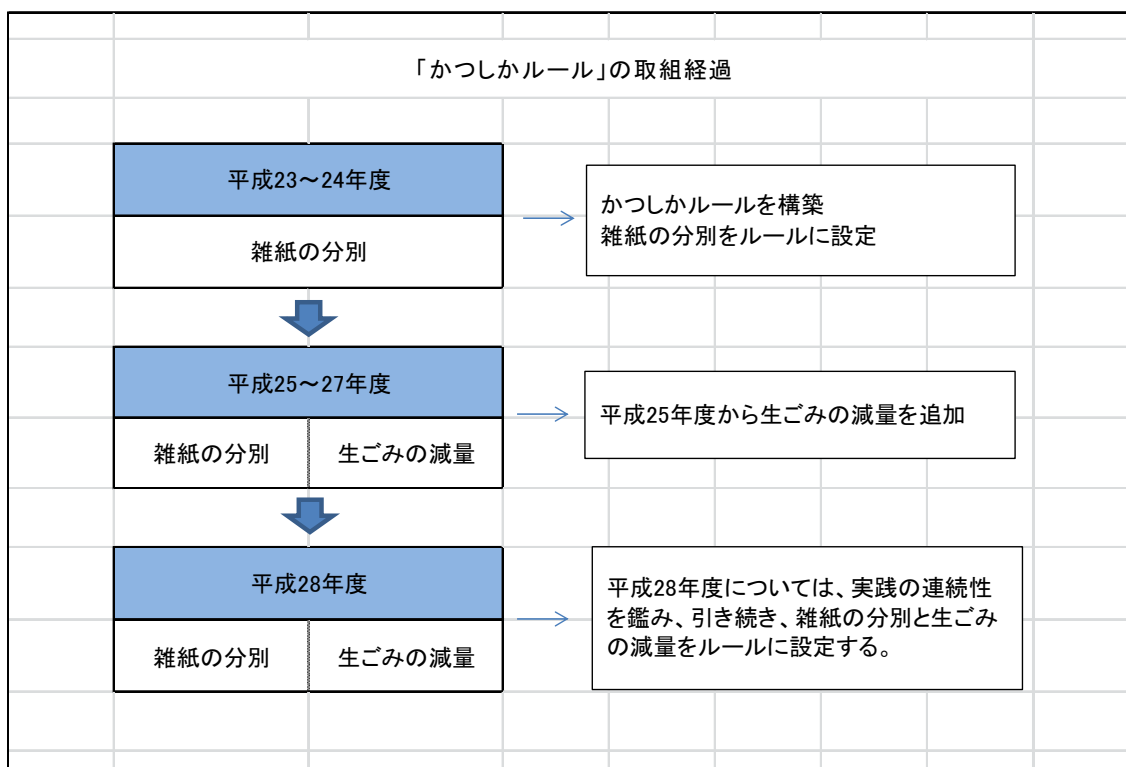 「かつしかルール」の取組経過
平成23～24年度
雑紙の分別
かつしかルールを構築
雑紙の分別をルールに設定
平成25～27年度
雑紙の分別 生ごみの減量
平成25年度から生ごみの減量を追加
平成28年度
雑紙の分別 生ごみの減量
平成28年度については、実践の連続性
を鑑み、引き続き、雑紙の分別と生ごみ
の減量をルールに設定する。